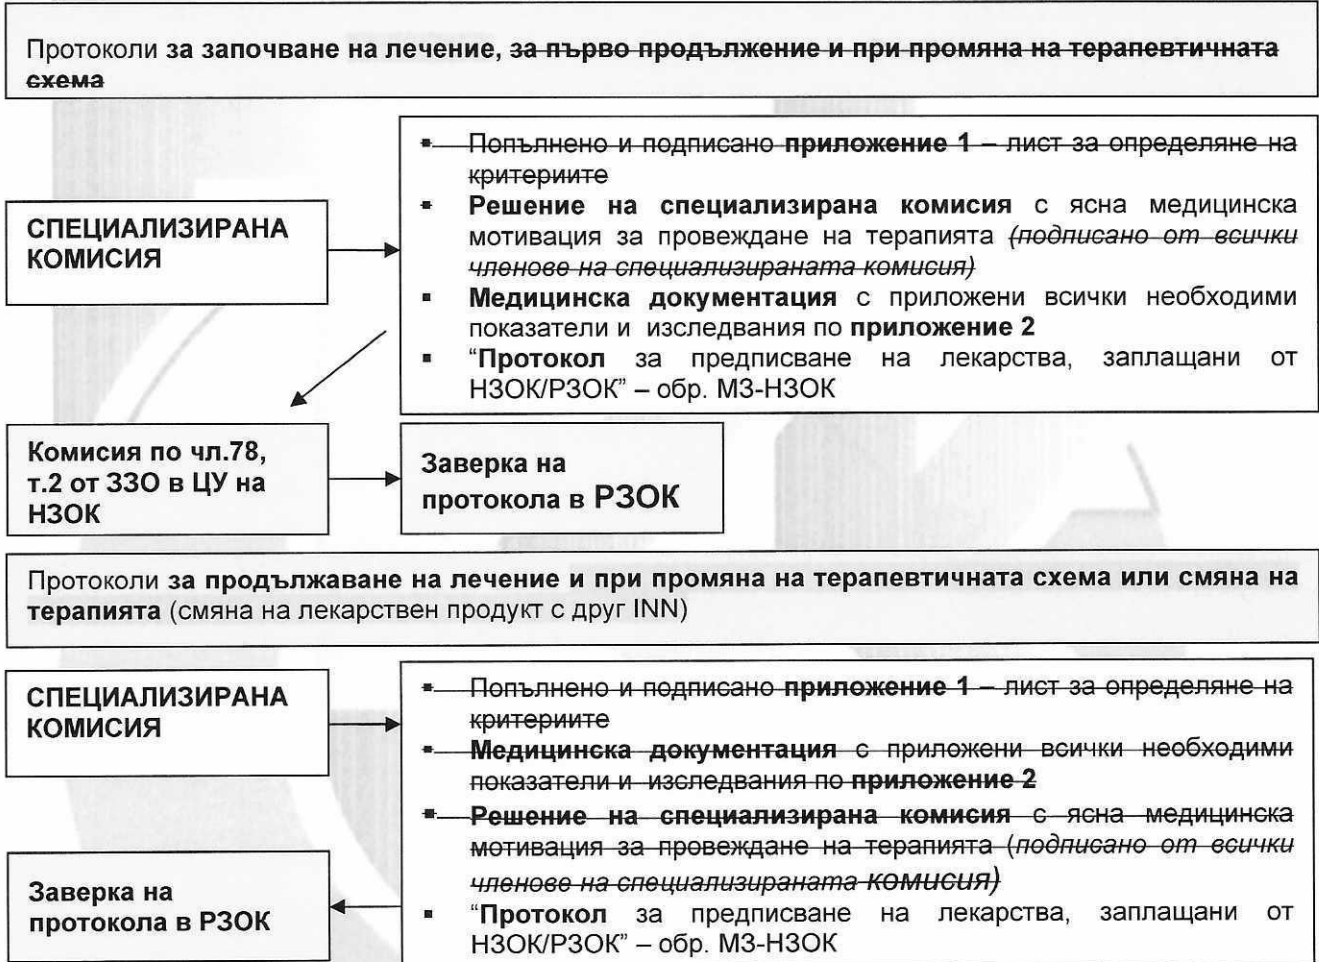 Протоколи за започване на лечение, за първо продължение и при промяна на терапевтичната
схема
СПЕЦИАЛИЗИРАНА
КОМИСИЯ
▪ Попълнено и подписано приложение 1 – лист за определяне на
критериите
▪ Решение на специализирана комисия с ясна медицинска
мотивация за провеждане на терапията (подписано от всички
членове на специализираната комисия)
▪ Медицинска документация с приложени всички необходими
показатели и изследвания по приложение 2
▪ “Протокол за предписване на лекарства, заплащани от
НЗОК/РЗОК” – обр. МЗ-НЗОК
Комисия по чл.78,
т.2 от ЗЗО в ЦУ на
НЗОК
Заверка на
протокола в РЗОК
Протоколи за продължаване на лечение и при промяна на терапевтичната схема или смяна на
терапията (смяна на лекарствен продукт с друг INN)
СПЕЦИАЛИЗИРАНА
КОМИСИЯ
▪ Попълнено и подписано приложение 1 – лист за определяне на
критериите
▪ Медицинска документация с приложени всички необходими
показатели и изследвания по приложение 2
▪ Решение на специализирана комисия с ясна медицинска
мотивация за провеждане на терапията (подписано от всички
членове на специализираната комисия)
▪ “Протокол за предписване на лекарства, заплащани от
НЗОК/РЗОК” – обр. МЗ-НЗОК
Заверка на
протокола в РЗОК